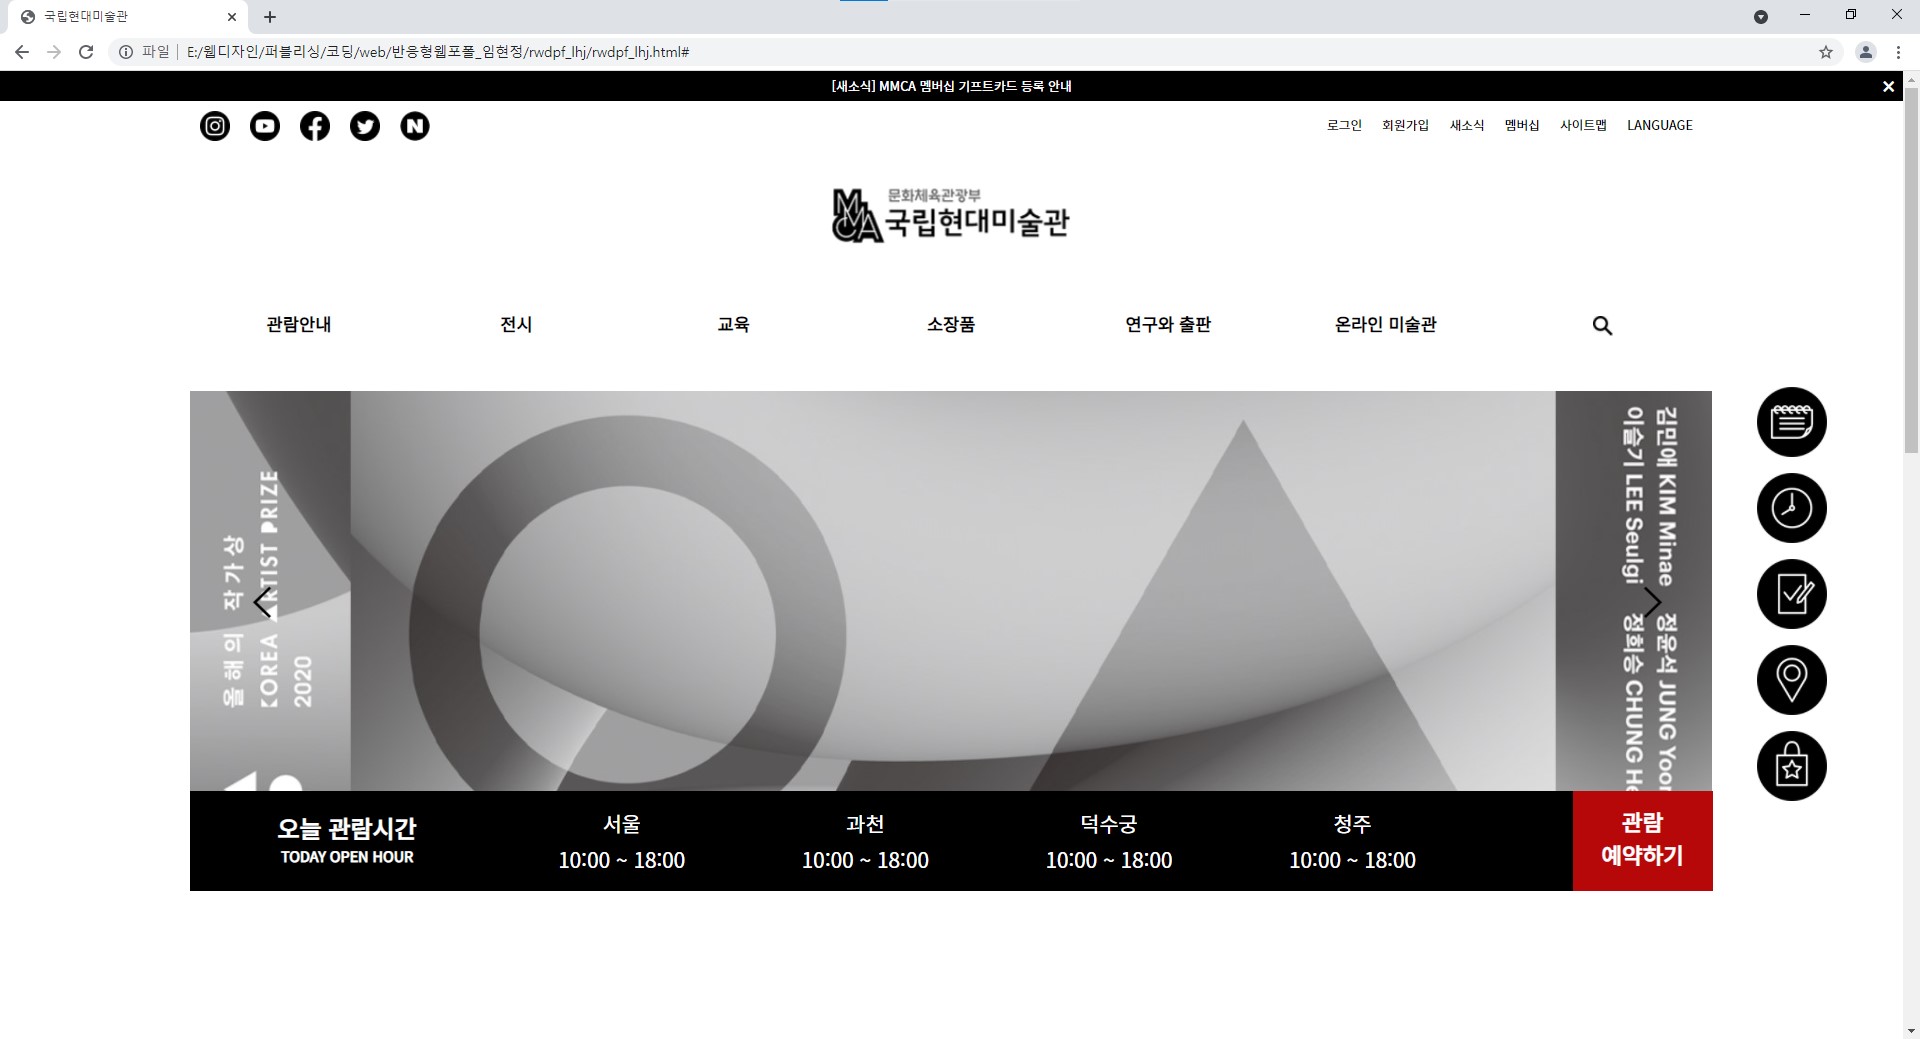 국립현대미술관
파일
E:/웹디자인/퍼블리싱/코딩/web/반응형웹포폴_임현정/rwdpf_lhj/rwdpf_lhj.html#
[새소식] MMCA 멤버십 기프트카드 등록 안내
로그인 회원가입 새소식 멤버십 사이트맵 LANGUAGE
MMCA
문화체육관광부
국립현대미술관
관람안내 전시 교육 소장품 연구와 출판 온라인 미술관
올해의 작가상
KOREA ARTIST PRIZE
2020
김민애 KIM Minae 정윤석 JUNG Yoon
이슬기 LEE Seulgi 정희승 CHUNG He
오늘 관람시간
TODAY OPEN HOUR
서울
10:00 ~ 18:00
과천
10:00 ~ 18:00
덕수궁
10:00 ~ 18:00
청주
10:00 ~ 18:00
관람
예약하기